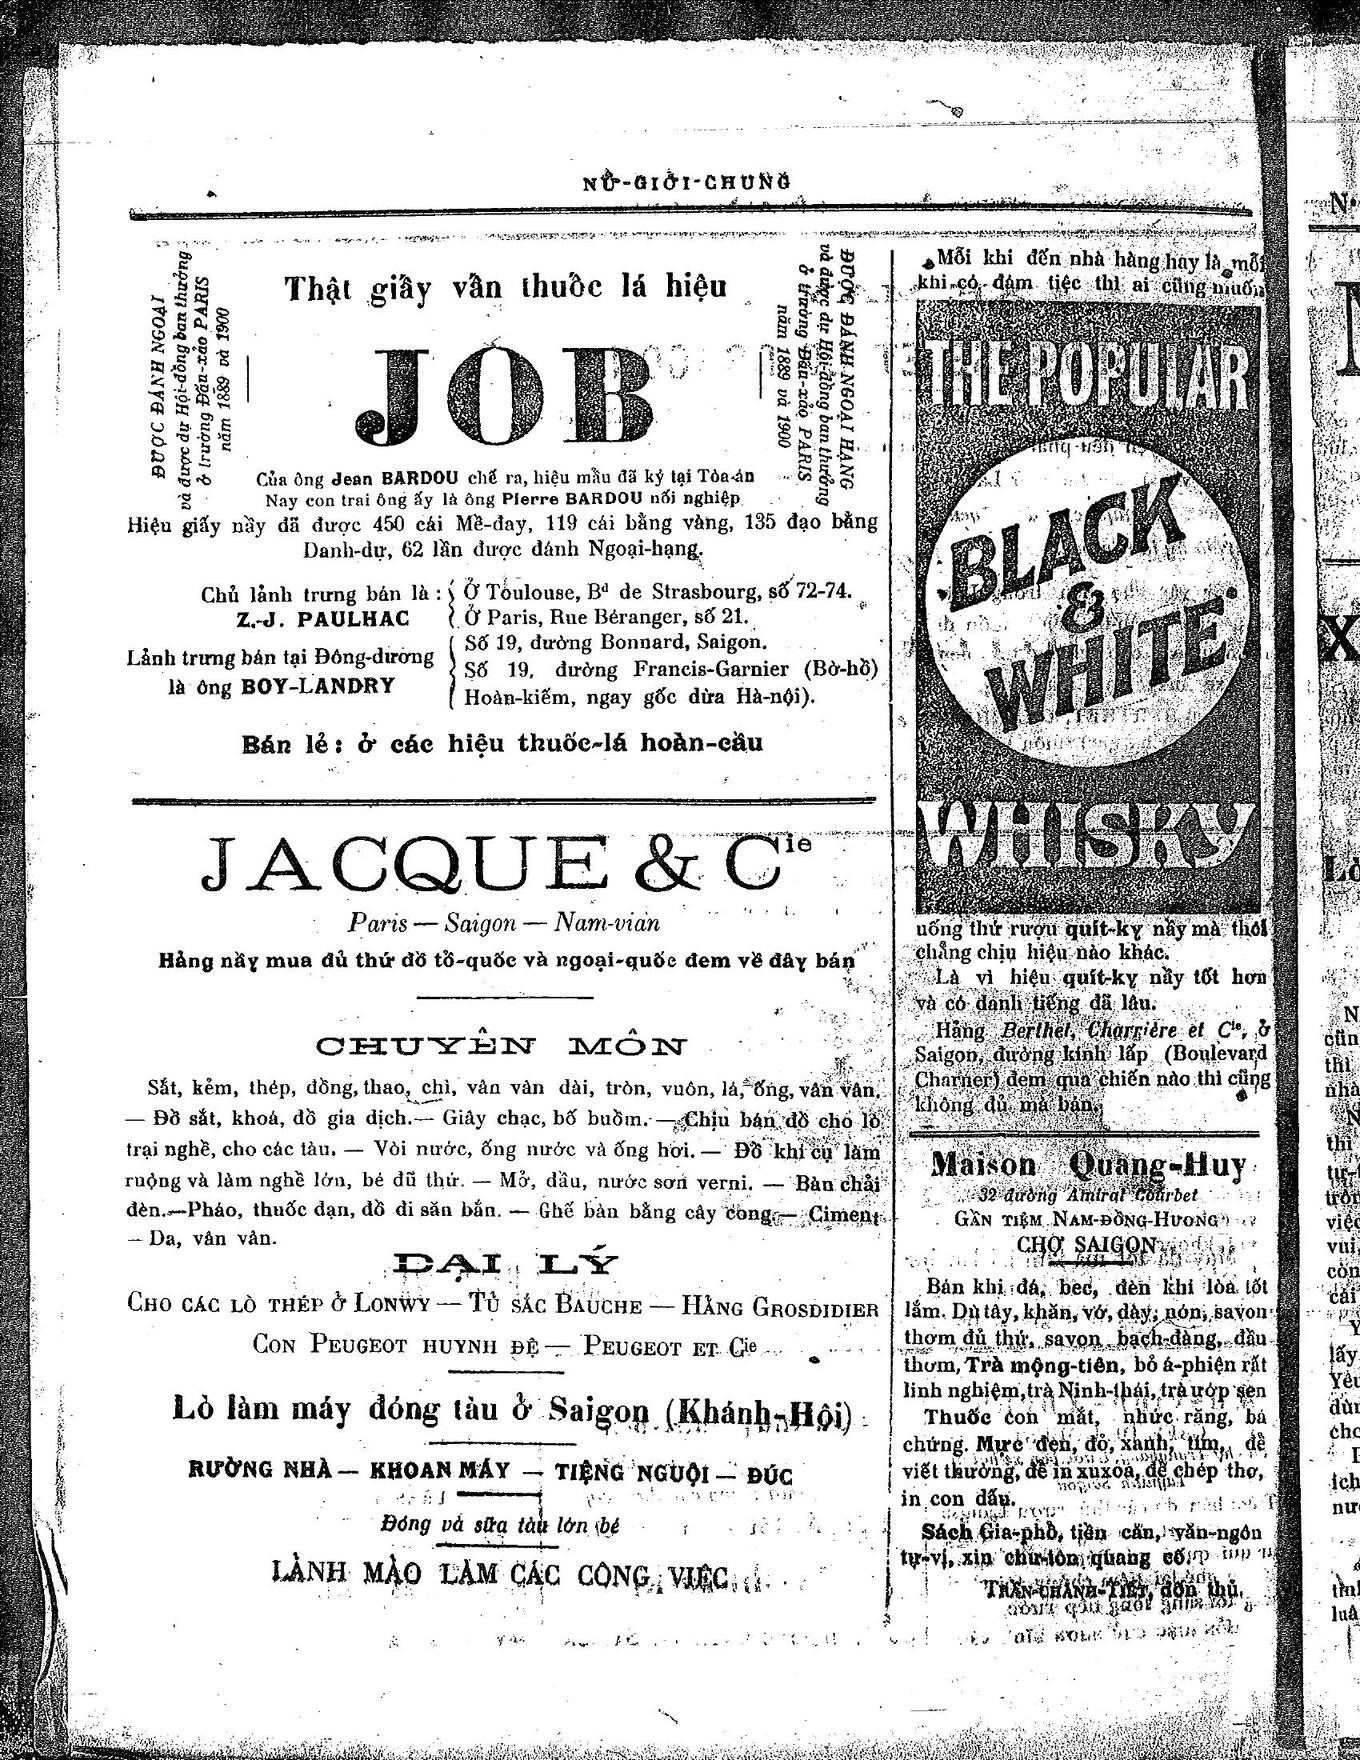 NỮ-GIỚI-CHUNG
ĐƯỢC ĐÁNH NGOẠI
và được dự Hội-đồng ban thưởng
ở trường Đấu-xảo PARIS
năm 1889 và 1900
Thật giấy vấn thuốc lá hiệu
JOB
ĐƯỢC ĐÁNH NGOẠI HẠNG
và được dự Hội-đồng ban thưởng
ở trường Đấu-xảo PARIS
năm 1889 và 1900
Của ông Jean BARDOU chế ra, hiệu mầu đã ký tại Tòa-án
Nay con trai ông ấy là ông Pierre BARDOU nối nghiệp
Hiệu giấy nầy đã được 450 cái Mề-đay, 119 cái bằng vàng, 135 đạo bằng
Danh-dự, 62 lần được đánh Ngoại-hạng.
Chủ lảnh trưng bán là :
Z.-J. PAULHAC
Ở Toulouse, Bd de Strasbourg, số 72-74.
Ở Paris, Rue Béranger, số 21.
Lảnh trưng bán tại Đông-dương
là ông BOY-LANDRY
Số 19, đường Bonnard, Saigon.
Số 19, đường Francis-Garnier (Bờ-hồ)
Hoàn-kiếm, ngay gốc dừa Hà-nội).
Bán lẻ : ở các hiệu thuốc-lá hoàn-cầu
JACQUE & Cie
Paris — Saigon — Nam-vian
Hảng nầy mua đủ thứ đồ tổ-quốc và ngoại-quốc đem về đây bán
CHUYÊN MÔN
Sắt, kẻm, thép, đồng, thao, chì, vân vân dài, tròn, vuôn, lá, ống, vân vân.
— Đồ sắt, khoá, đồ gia dịch. — Giây chạc, bố buồm. — Chịu bán đồ cho lò
trại nghề, cho các tàu. — Vòi nước, ống nước và ống hơi. — Đồ khí cụ làm
ruộng và làm nghề lớn, bé đũ thứ. — Mở, dầu, nước sơn verni. — Bàn chải
đèn. — Pháo, thuốc đạn, đồ đi săn bắn. — Ghế bàn bằng cây cong. — Ciment
— Da, vân vân.
ĐẠI LÝ
CHO CÁC LÒ THÉP Ở LONWY — TỦ SẮC BAUCHE — HẢNG GROSDIDIER
CON PEUGEOT HUYNH ĐỆ — PEUGEOT ET Cie
Lò làm máy đóng tàu ở Saigon (Khánh-Hội)
RƯỜNG NHÀ — KHOAN MÁY — TIỆNG NGUỘI — ĐÚC
Đóng và sữa tàu lớn bé
LÀNH MÀO LÀM CÁC CÔNG VIỆC
Mỗi khi đến nhà hàng hay là mỗi
khi có đám tiệc thì ai cũng muốn
THE POPULAR
BLACK
&
WHITE
WHISKY
uống thứ rượu quít-ky nầy mà thôi
chẳng chịu hiệu nào khác.
Là vì hiệu quít-ky nầy tốt hơn
và có danh tiếng đã lâu.
Hảng Berthet, Charrière et Cie, ở
Saigon, đường kinh lấp (Boulevard
Charner) đem qua chiến nào thì cũng
không đủ mà bán.
Maison Quang-Huy
32 đường Amiral Courbet
GẦN TIỆM NAM-ĐỒNG-HƯƠNG
CHỢ SAIGON
Bán khí đá, bec, đèn khí lòa tốt
lắm. Dù tây, khăn, vớ, dày, nón, savon
thơm đủ thứ, savon bạch-đàng, dầu
thơm, Trà mộng-tiên, bỏ á-phiện rất
linh nghiệm, trà Ninh-thái, trà ướp sen
Thuốc con mắt, nhức răng, bá
chứng. Mực đen, đỏ, xanh, tím, để
viết thường, để in xuxoa, để chép thơ,
in con dấu.
Sách Gia-phổ, tiền căn, văn-ngôn
tự-vị, xin chư-tôn quang cố.
TRẦN-CHÁNH-TIẾT, đồn thủ.